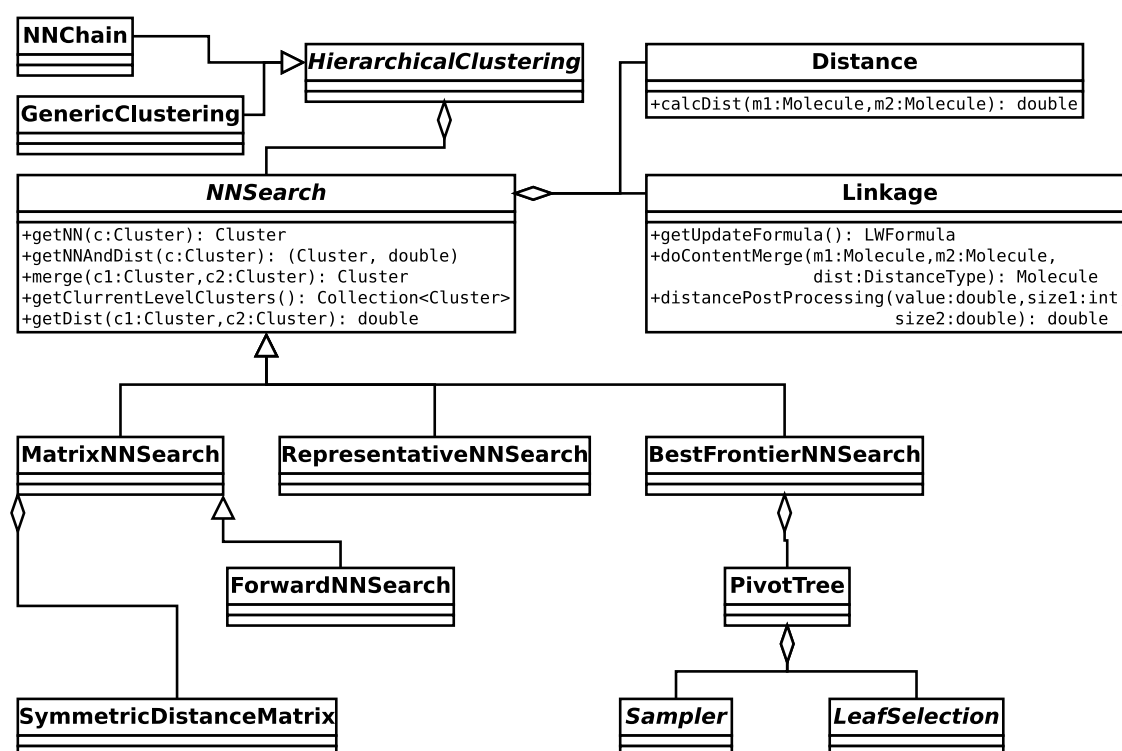 NNChain
HierarchicalClustering
Distance
+calcDist(m1:Molecule,m2:Molecule): double
GenericClustering
NNSearch
+getNN(c:Cluster): Cluster
+getNNAndDist(c:Cluster): (Cluster, double)
+merge(c1:Cluster,c2:Cluster): Cluster
+getClurrentLevelClusters(): Collection<Cluster>
+getDist(c1:Cluster,c2:Cluster): double
Linkage
+getUpdateFormula(): LWFormula
+doContentMerge(m1:Molecule,m2:Molecule,
dist:DistanceType): Molecule
+distancePostProcessing(value:double,size1:int
size2:double): double
MatrixNNSearch
RepresentativeNNSearch
BestFrontierNNSearch
ForwardNNSearch
PivotTree
SymmetricDistanceMatrix
Sampler
LeafSelection